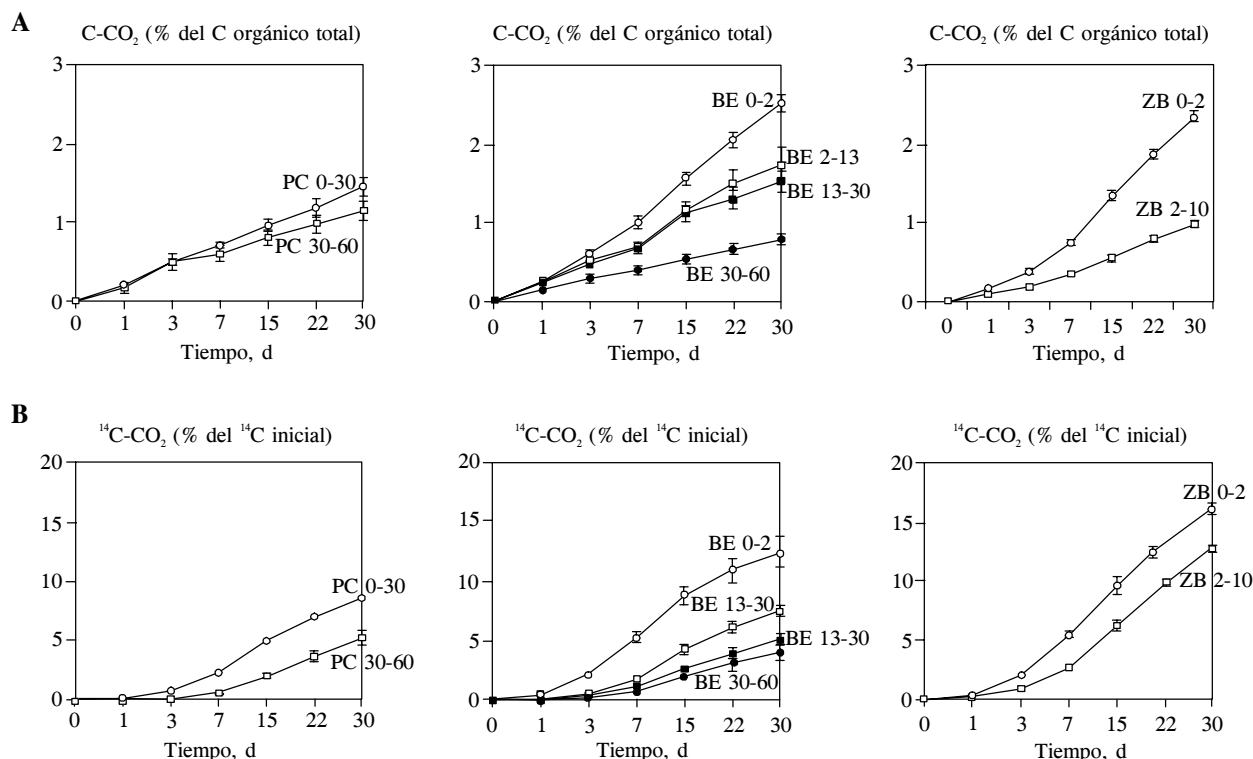 A
C-CO₂ (% del C orgánico total)
3
2
1
0
PC 0-30
PC 30-60
0 1 3 7 15 22 30
Tiempo, d
C-CO₂ (% del C orgánico total)
3
2
1
0
BE 0-2
BE 2-13
BE 13-30
BE 30-60
0 1 3 7 15 22 30
Tiempo, d
C-CO₂ (% del C orgánico total)
3
2
1
0
ZB 0-2
ZB 2-10
0 1 3 7 15 22 30
Tiempo, d
B
¹⁴C-CO₂ (% del ¹⁴C inicial)
20
15
10
5
0
PC 0-30
PC 30-60
0 1 3 7 15 22 30
Tiempo, d
¹⁴C-CO₂ (% del ¹⁴C inicial)
20
15
10
5
0
BE 0-2
BE 13-30
BE 13-30
BE 30-60
0 1 3 7 15 22 30
Tiempo, d
¹⁴C-CO₂ (% del ¹⁴C inicial)
20
15
10
5
0
ZB 0-2
ZB 2-10
0 1 3 7 15 22 30
Tiempo, d